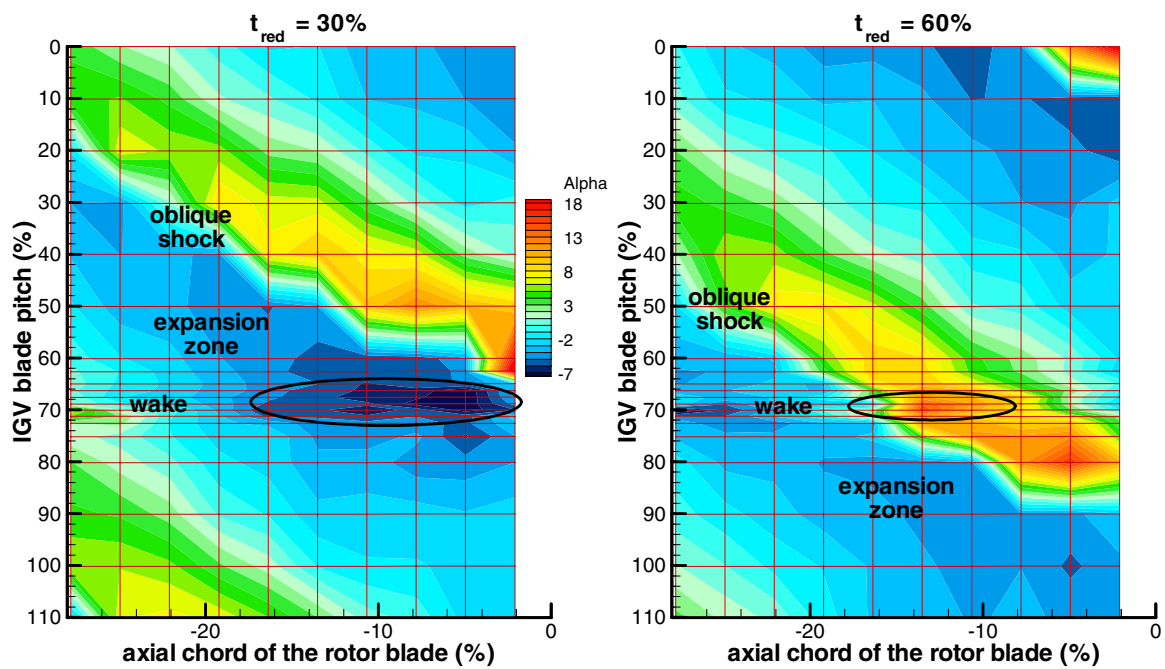 t_red = 30%
0
10
20
30
40
50
60
70
80
90
100
110
IGV blade pitch (%)
oblique
shock
expansion
zone
wake
-20
-10
0
axial chord of the rotor blade (%)
Alpha
18
13
8
3
-2
-7
t_red = 60%
0
10
20
30
40
50
60
70
80
90
100
110
IGV blade pitch (%)
oblique
shock
wake
expansion
zone
-20
-10
0
axial chord of the rotor blade (%)